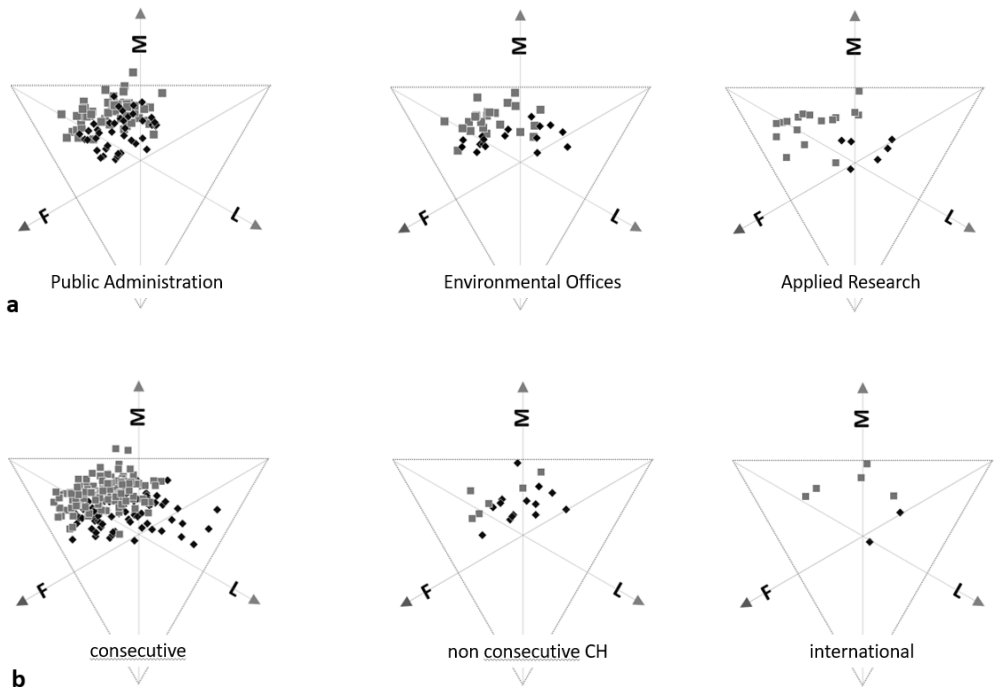 M M M
F L F L F L
Public Administration Environmental Offices Applied Research
a
M M M
F L F L F L
consecutive non consecutive CH international
b